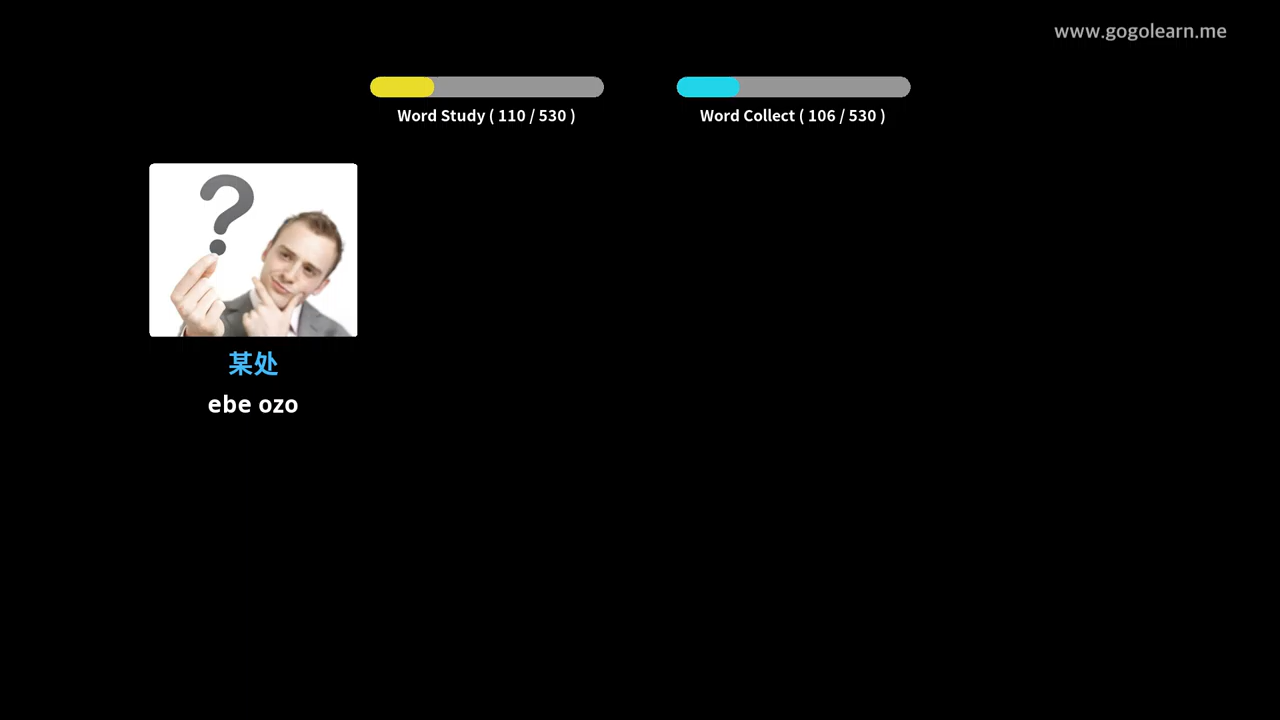 www.gogolearn.me
Word Study ( 110 / 530 )
Word Collect ( 106 / 530 )
?
某处
ebe ozo